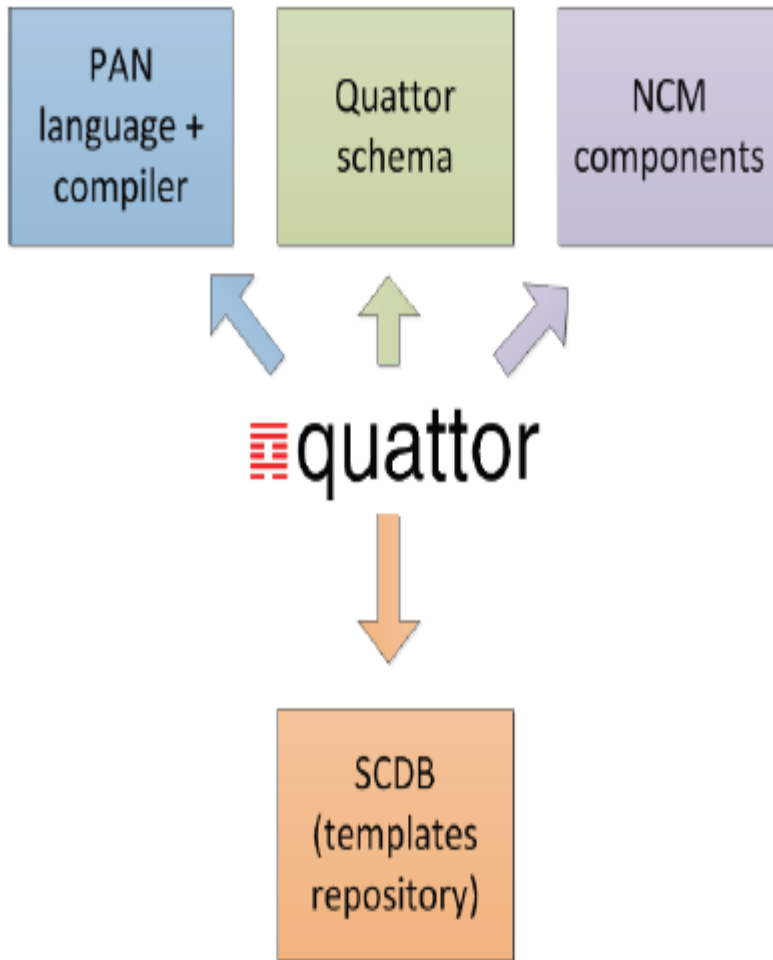 PAN
language +
compiler
Quattor
schema
NCM
components
quattor
SCDB
(templates
repository)